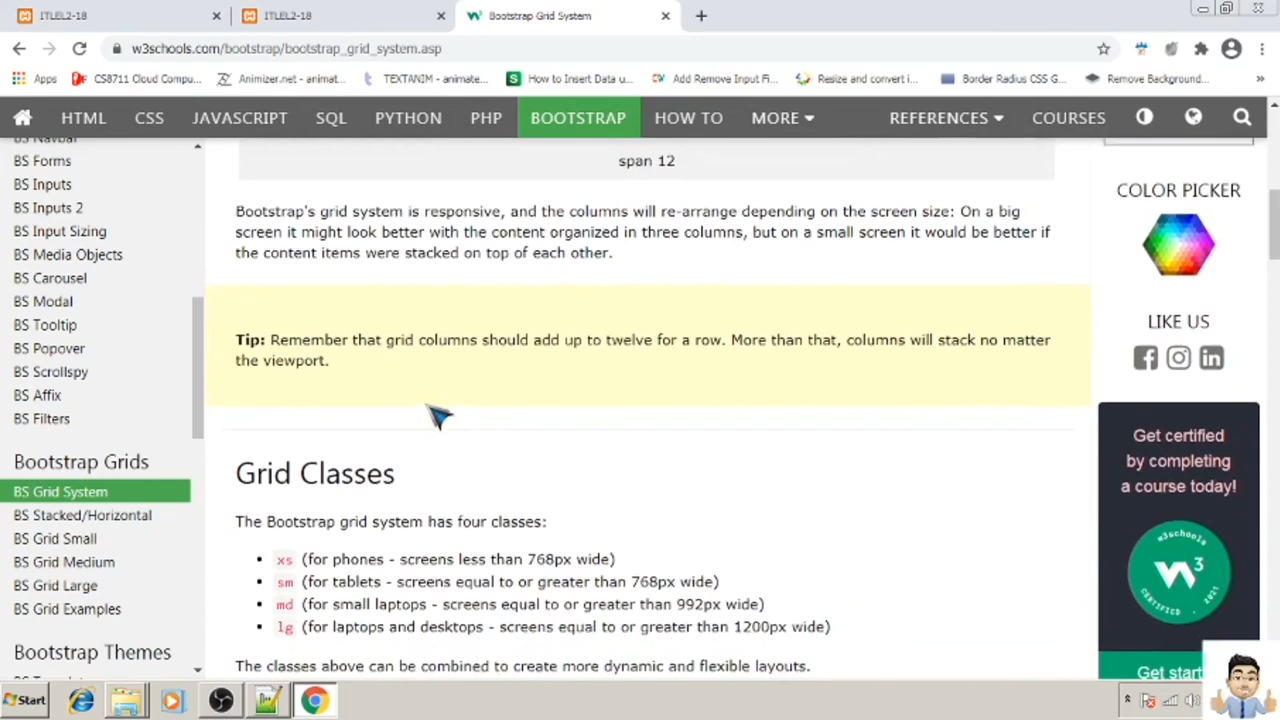 ITLEL2-18
ITLEL2-18
Bootstrap Grid System
w3schools.com/bootstrap/bootstrap_grid_system.asp
Apps
CS8711 Cloud Compu...
Animizer.net - animat...
TEXTANIM - animate...
How to Insert Data u...
Add Remove Input Fi...
Resize and convert i...
Border Radius CSS G...
Remove Background...
HTML
CSS
JAVASCRIPT
SQL
PYTHON
PHP
BOOTSTRAP
HOW TO
MORE
REFERENCES
COURSES
BS Navbar
BS Forms
BS Inputs
BS Inputs 2
BS Input Sizing
BS Media Objects
BS Carousel
BS Modal
BS Tooltip
BS Popover
BS Scrollspy
BS Affix
BS Filters
Bootstrap Grids
BS Grid System
BS Stacked/Horizontal
BS Grid Small
BS Grid Medium
BS Grid Large
BS Grid Examples
Bootstrap Themes
span 12
Bootstrap's grid system is responsive, and the columns will re-arrange depending on the screen size: On a big
screen it might look better with the content organized in three columns, but on a small screen it would be better if
the content items were stacked on top of each other.
Tip: Remember that grid columns should add up to twelve for a row. More than that, columns will stack no matter
the viewport.
Grid Classes
The Bootstrap grid system has four classes:
• xs (for phones - screens less than 768px wide)
• sm (for tablets - screens equal to or greater than 768px wide)
• md (for small laptops - screens equal to or greater than 992px wide)
• lg (for laptops and desktops - screens equal to or greater than 1200px wide)
The classes above can be combined to create more dynamic and flexible layouts.
COLOR PICKER
LIKE US
Get certified
by completing
a course today!
w3schools
W3
CERTIFIED . 2021
Get start
Start